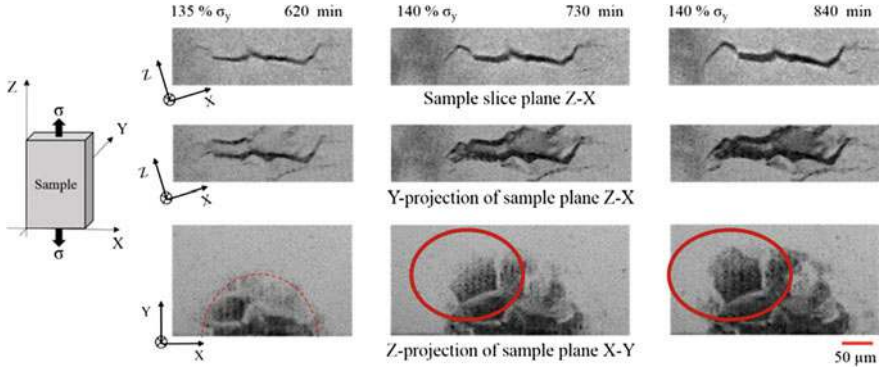 135 % σy 620 min
140 % σy 730 min
140 % σy 840 min
Z
X
Sample slice plane Z-X
Z
σ
Y
Sample
X
σ
Z
X
Y-projection of sample plane Z-X
Y
X
Z-projection of sample plane X-Y
50 μm